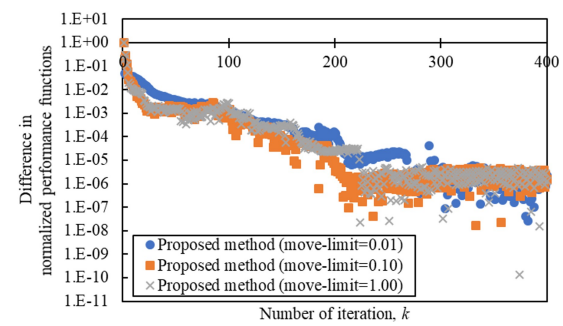 1.E+01
1.E+00
1.E-01
1.E-02
1.E-03
1.E-04
1.E-05
1.E-06
1.E-07
1.E-08
1.E-09
1.E-10
1.E-11
0 100 200 300 400
Difference in
normalized performance functions
Proposed method (move-limit=0.01)
Proposed method (move-limit=0.10)
Proposed method (move-limit=1.00)
Number of iteration, k